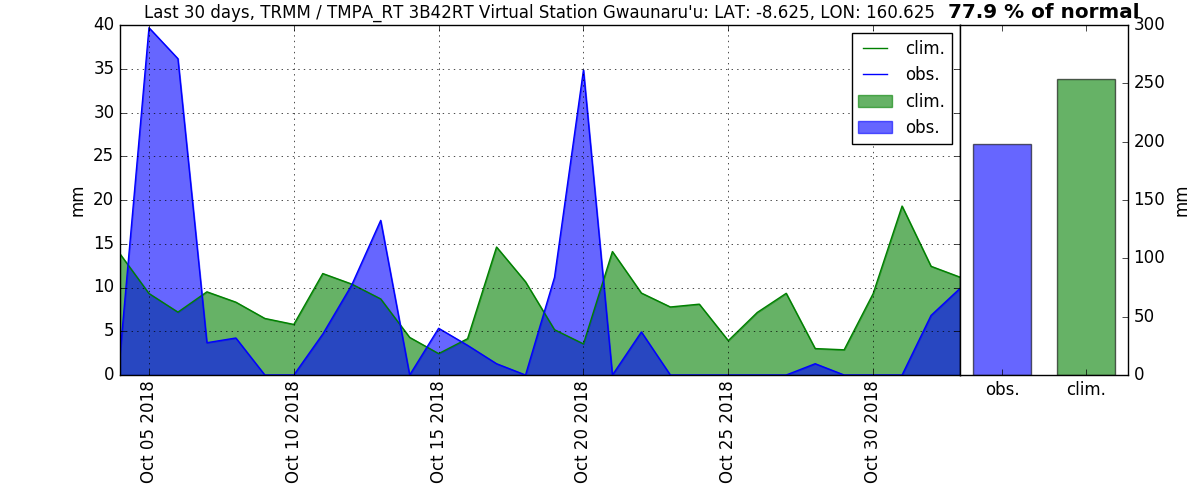 Last 30 days, TRMM / TMPA_RT 3B42RT Virtual Station Gwaunaru'u: LAT: -8.625, LON: 160.625 77.9 % of normal
40
35
30
25
20
15
10
5
0
mm
clim.
obs.
clim.
obs.
Oct 05 2018
Oct 10 2018
Oct 15 2018
Oct 20 2018
Oct 25 2018
Oct 30 2018
300
250
200
150
100
50
0
mm
obs. clim.